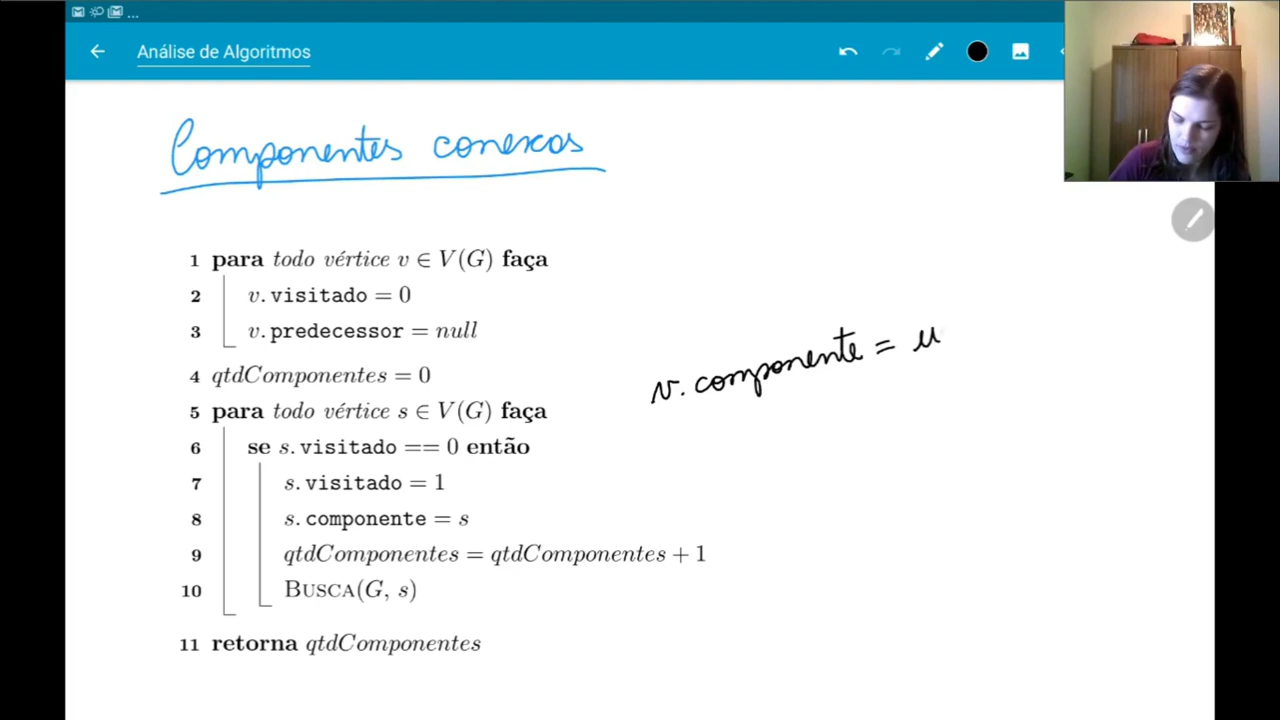 ...
Análise de Algoritmos
Componentes conexos
1 para todo vértice v ∈ V(G) faça
2 v.visitado = 0
3 v.predecessor = null
4 qtdComponentes = 0
5 para todo vértice s ∈ V(G) faça
6 se s.visitado == 0 então
7 s.visitado = 1
8 s.componente = s
9 qtdComponentes = qtdComponentes + 1
10 BUSCA(G, s)
11 retorna qtdComponentes
v.componente = u